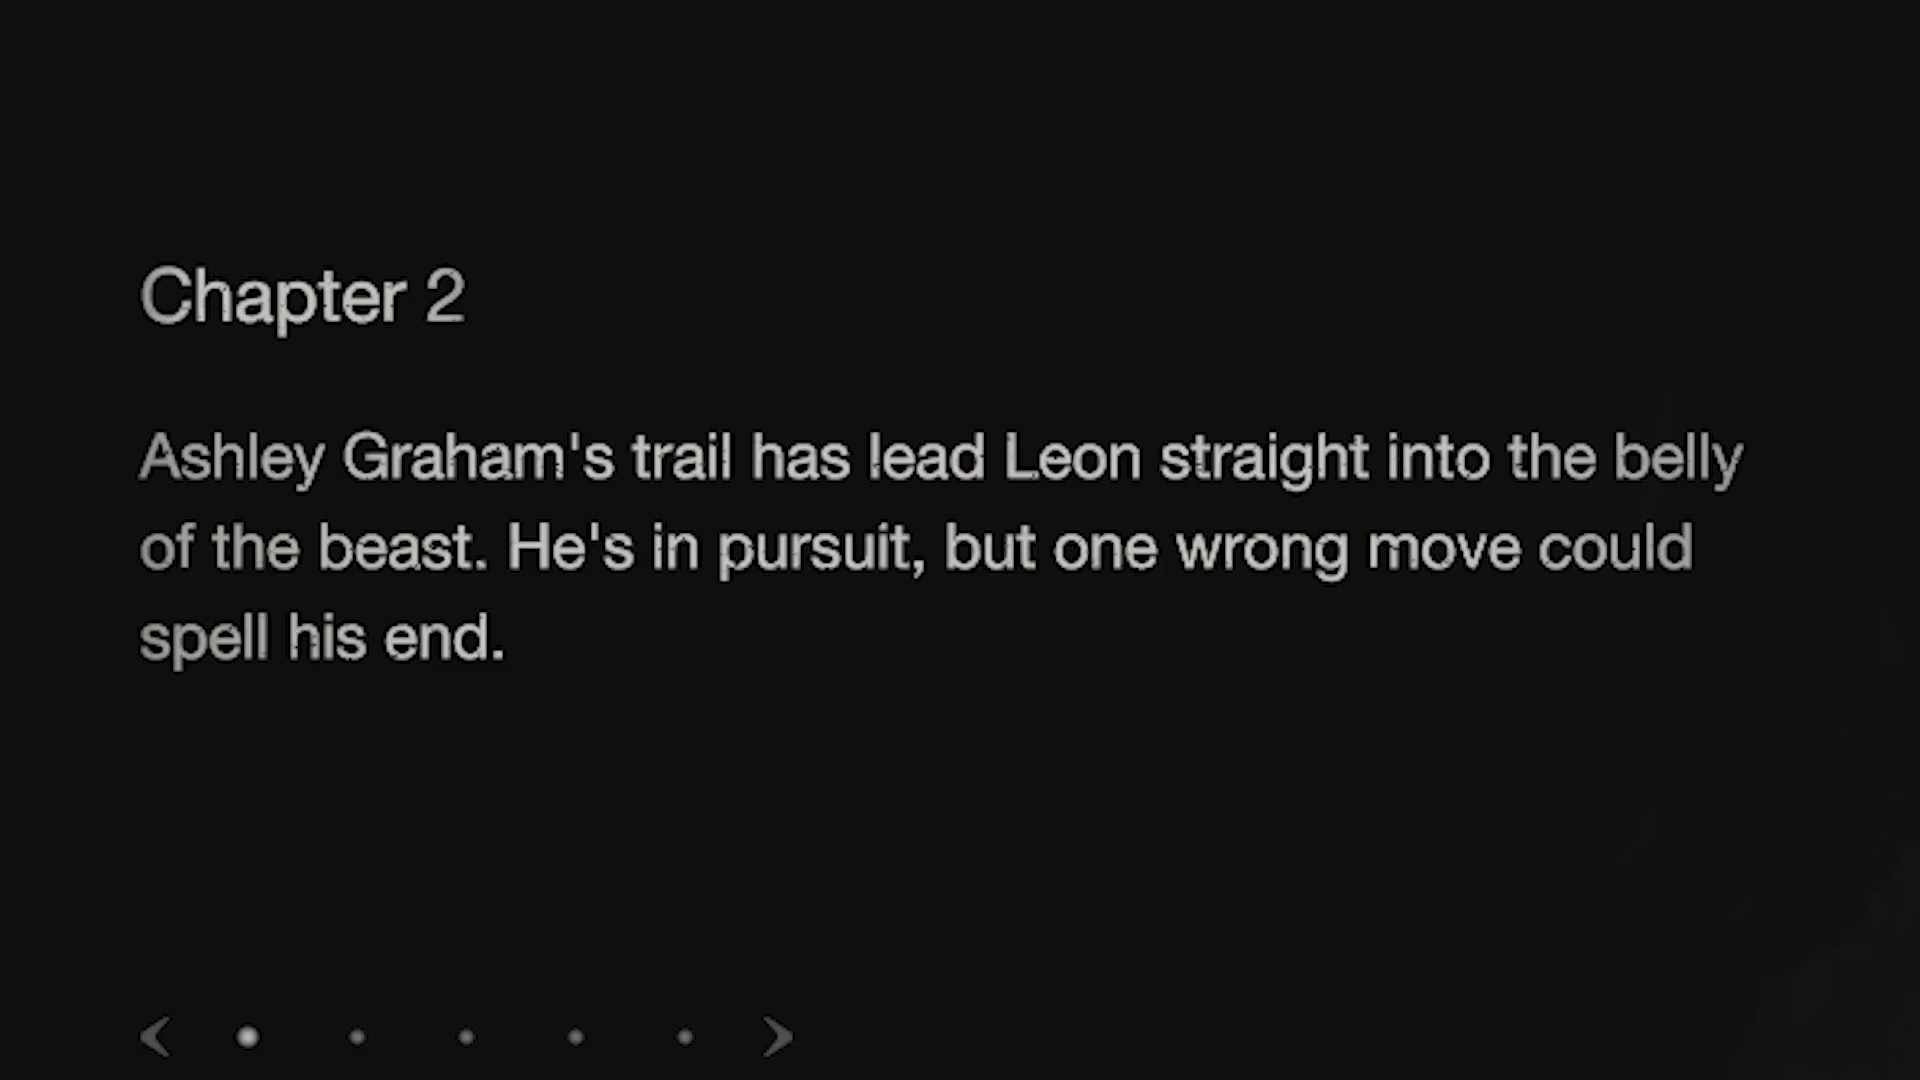 Chapter 2
Ashley Graham's trail has lead Leon straight into the belly
of the beast. He's in pursuit, but one wrong move could
spell his end.